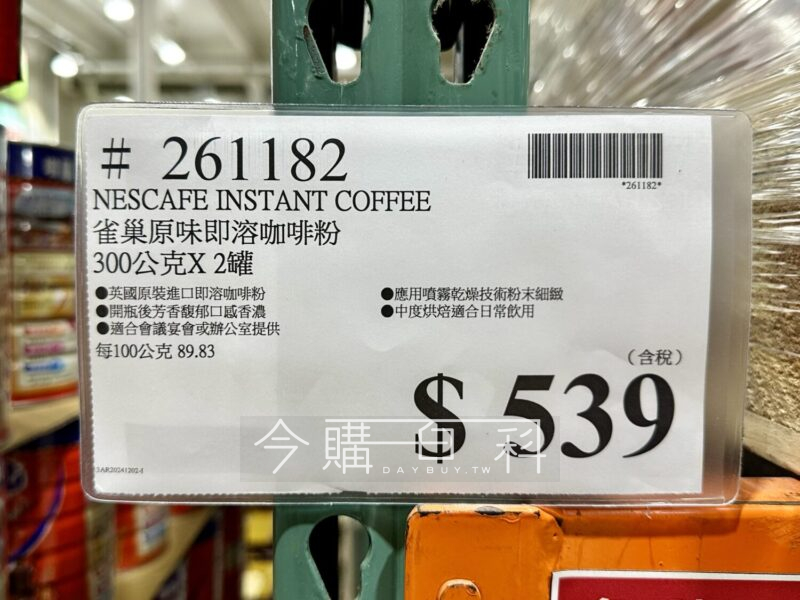 # 261182
*261182*
NESCAFE INSTANT COFFEE
雀巢原味即溶咖啡粉
300公克X 2罐
●英國原裝進口即溶咖啡粉
●應用噴霧乾燥技術粉末細緻
●開瓶後芳香馥郁口感香濃
●中度烘焙適合日常飲用
●適合會議宴會或辦公室提供
每100公克 89.83
(含稅)
$ 539
今購百科
DAYBUY.TW